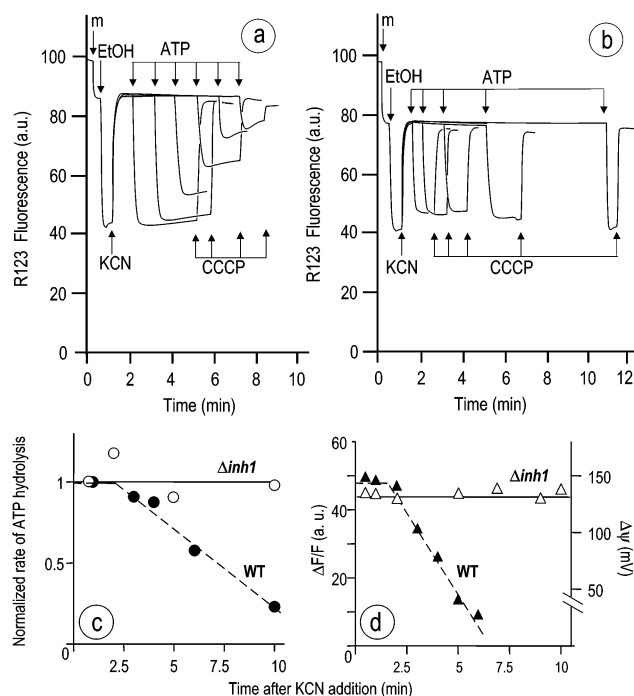 m
EtOH
ATP
a
100
80
60
40
20
0
R123 Fluorescence (a.u.)
KCN
CCCP
0 2 4 6 8 10
Time (min)
m
EtOH
ATP
b
100
80
60
40
20
0
R123 Fluorescence (a.u.)
KCN
CCCP
0 2 4 6 8 10 12
Time (min)
Normalized rate of ATP hydrolysis
1
0.5
0
Δinh1
WT
c
2.5 5 7.5 10
60
40
20
0
ΔF/F (a. u.)
Δinh1
WT
d
150
100
50
Δψ (mV)
2.5 5 7.5 10
Time after KCN addition (min)